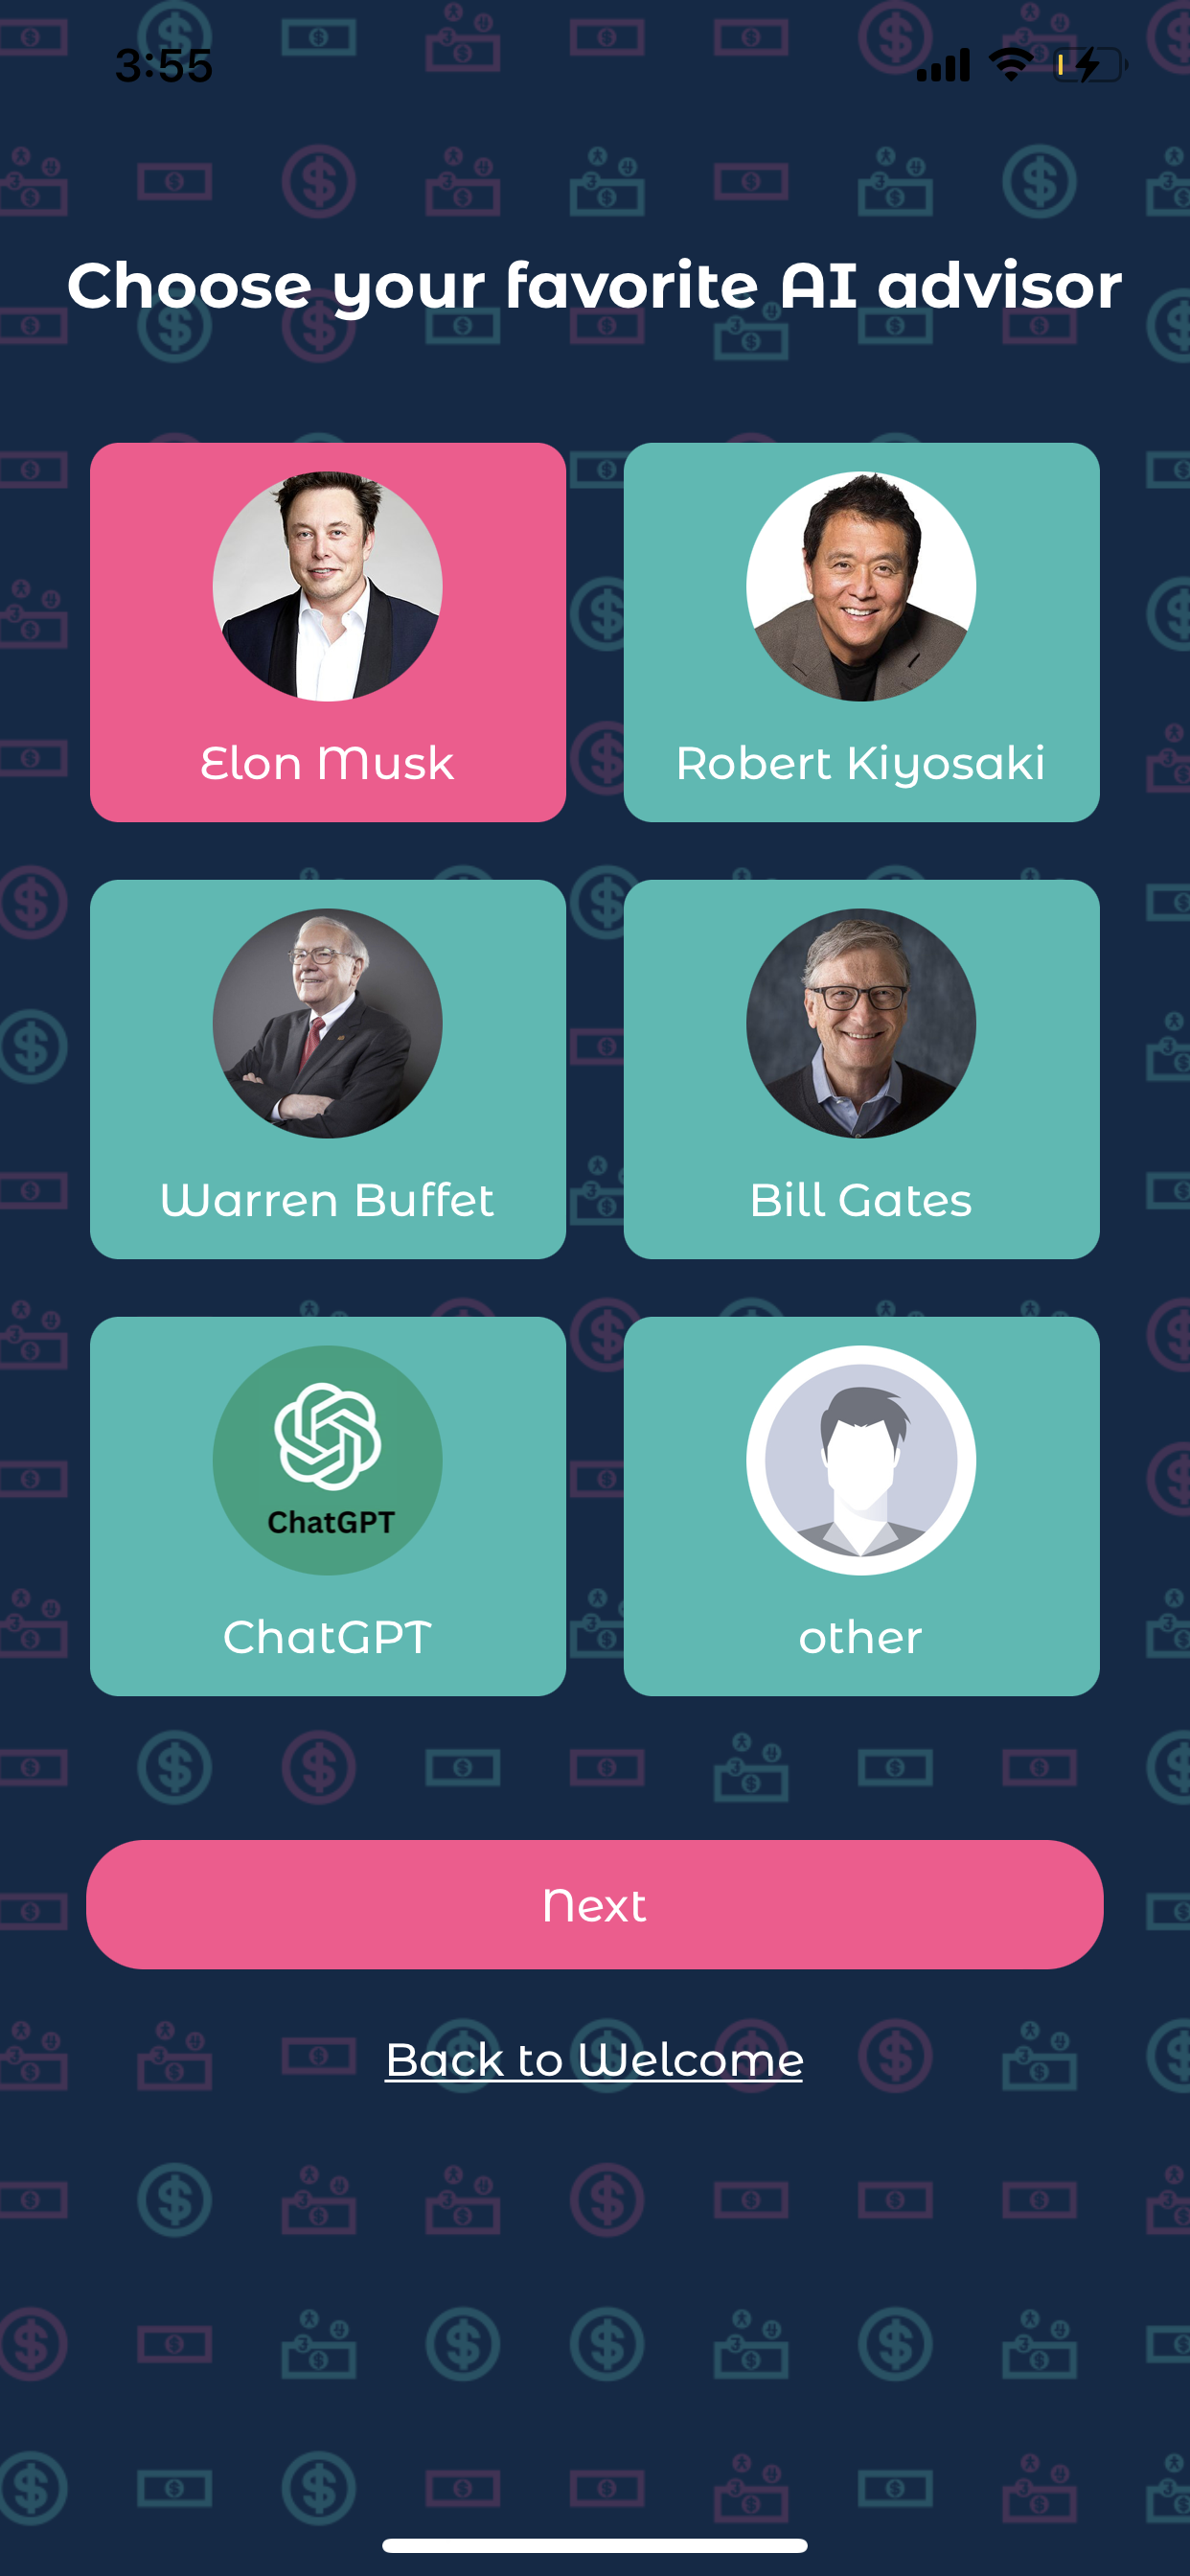 3:55
Choose your favorite AI advisor
Elon Musk
Robert Kiyosaki
Warren Buffet
Bill Gates
ChatGPT
ChatGPT
other
Next
Back to Welcome